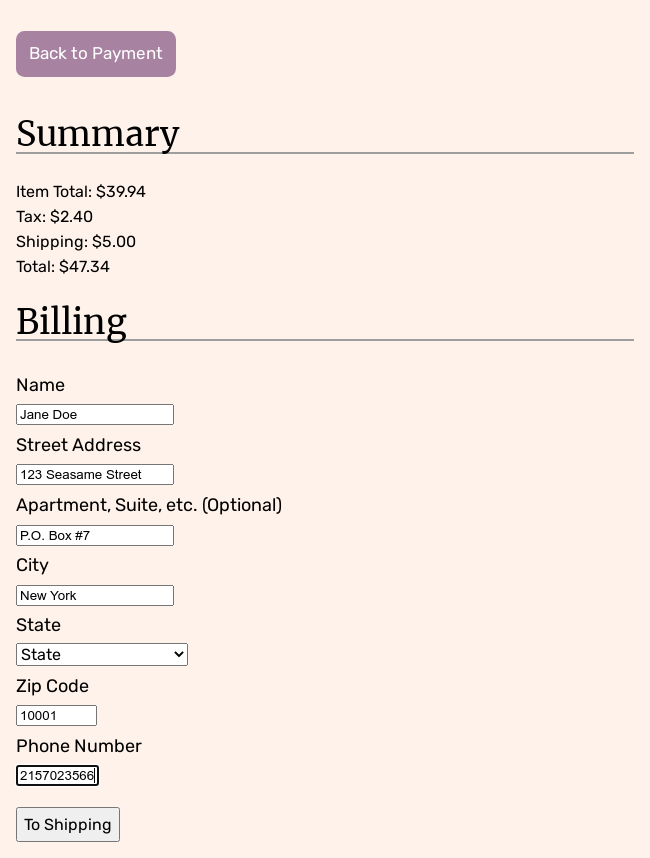 Back to Payment
Summary
Item Total: $39.94
Tax: $2.40
Shipping: $5.00
Total: $47.34
Billing
Name
Jane Doe
Street Address
123 Seasame Street
Apartment, Suite, etc. (Optional)
P.O. Box #7
City
New York
State
State
Zip Code
10001
Phone Number
2157023566
To Shipping